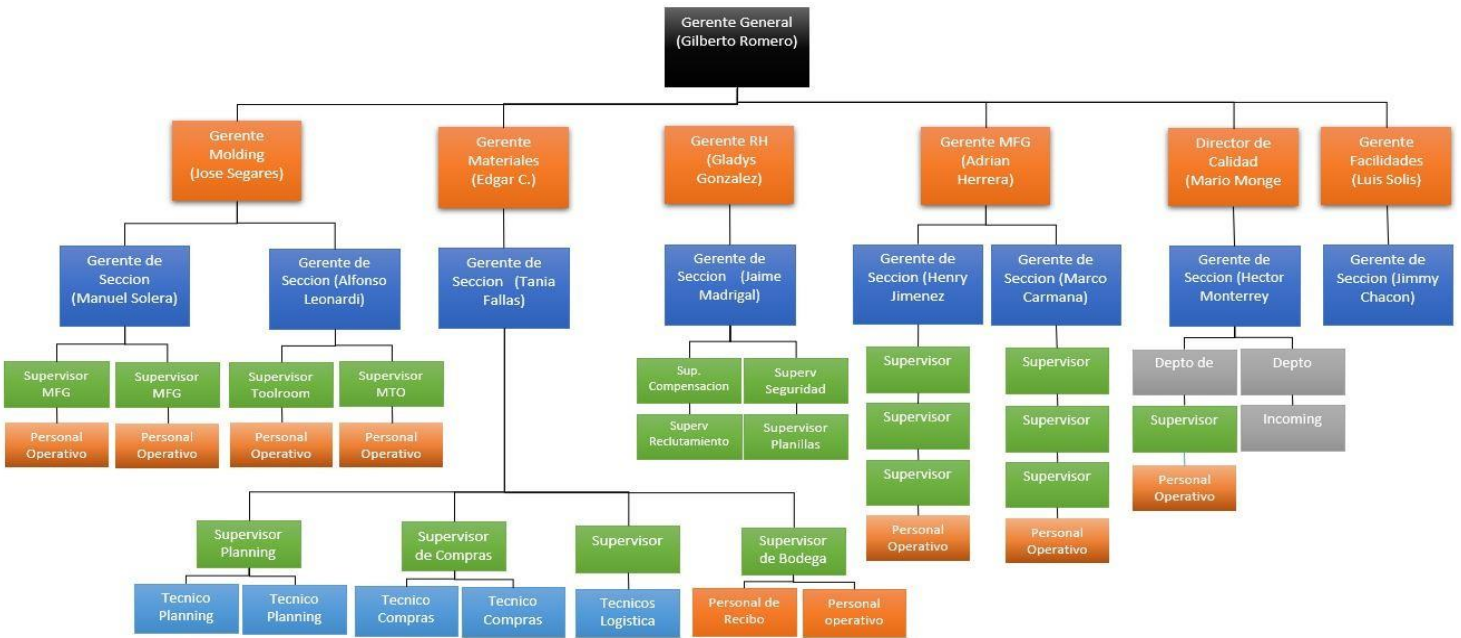 Gerente General
(Gilberto Romero)
Gerente
Molding
(Jose Segares)
Gerente
Materiales
(Edgar C.)
Gerente RH
(Gladys
Gonzalez)
Gerente MFG
(Adrian
Herrera)
Director de
Calidad
(Mario Monge
Gerente
Facilidades
(Luis Solis)
Gerente de
Seccion
(Manuel Solera)
Gerente de
Seccion (Alfonso
Leonardi)
Gerente de
Seccion (Tania
Fallas)
Gerente de
Seccion (Jaime
Madrigal)
Gerente de
Seccion (Henry
Jimenez
Gerente de
Seccion (Marco
Carmana)
Gerente de
Seccion (Hector
Monterrey
Gerente de
Seccion (Jimmy
Chacon)
Supervisor
MFG
Supervisor
MFG
Supervisor
Toolroom
Supervisor
MTO
Personal
Operativo
Personal
Operativo
Personal
Operativo
Personal
Operativo
Sup.
Compensacion
Superv
Seguridad
Superv
Reclutamiento
Supervisor
Planillas
Supervisor
Supervisor
Supervisor
Personal
Operativo
Supervisor
Supervisor
Supervisor
Personal
Operativo
Depto de
Depto
Supervisor
Incoming
Personal
Operativo
Supervisor
Planning
Supervisor
de Compras
Supervisor
Supervisor
de Bodega
Tecnico
Planning
Tecnico
Planning
Tecnico
Compras
Tecnico
Compras
Tecnicos
Logistica
Personal de
Recibo
Personal
operativo